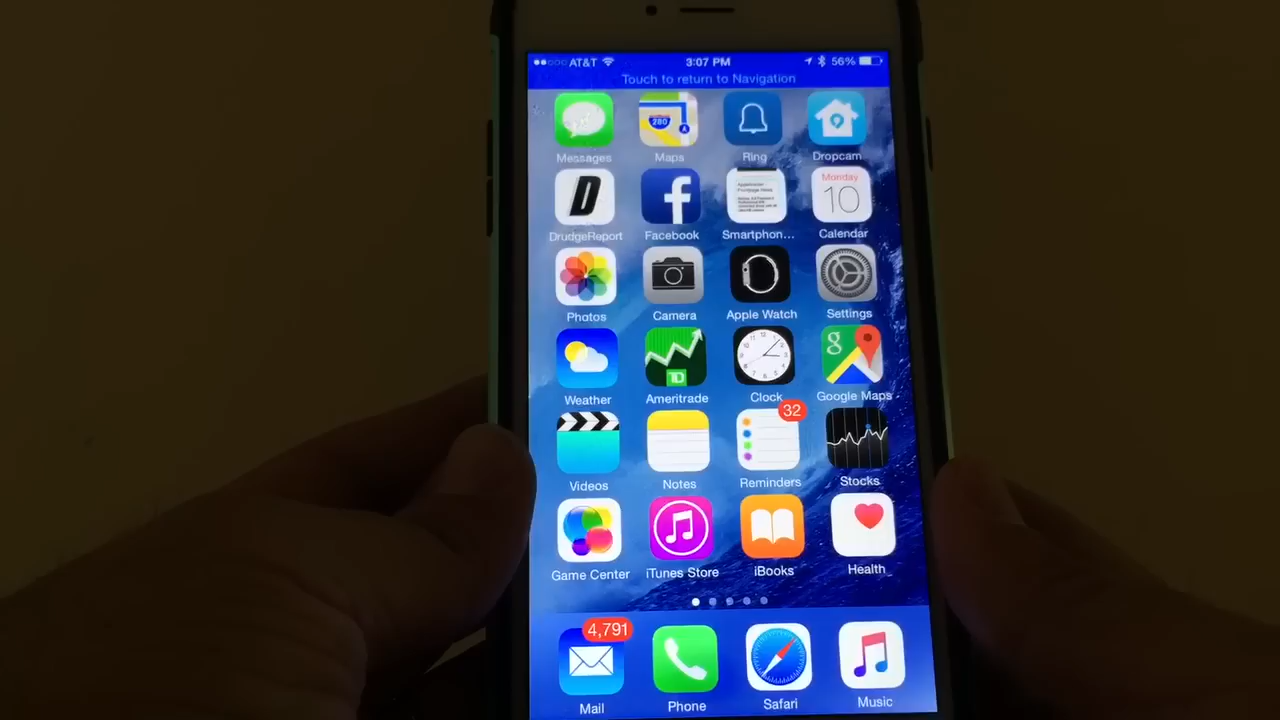 AT&T 3:07 PM 56%
Touch to return to Navigation
280
Messages Maps Ring Dropcam
D Monday
10
DrudgeReport Facebook Smartphon... Calendar
Photos Camera Apple Watch Settings
g
TD
Weather Ameritrade Clock Google Maps
32
Videos Notes Reminders Stocks
Game Center iTunes Store iBooks Health
4,791
Mail Phone Safari Music